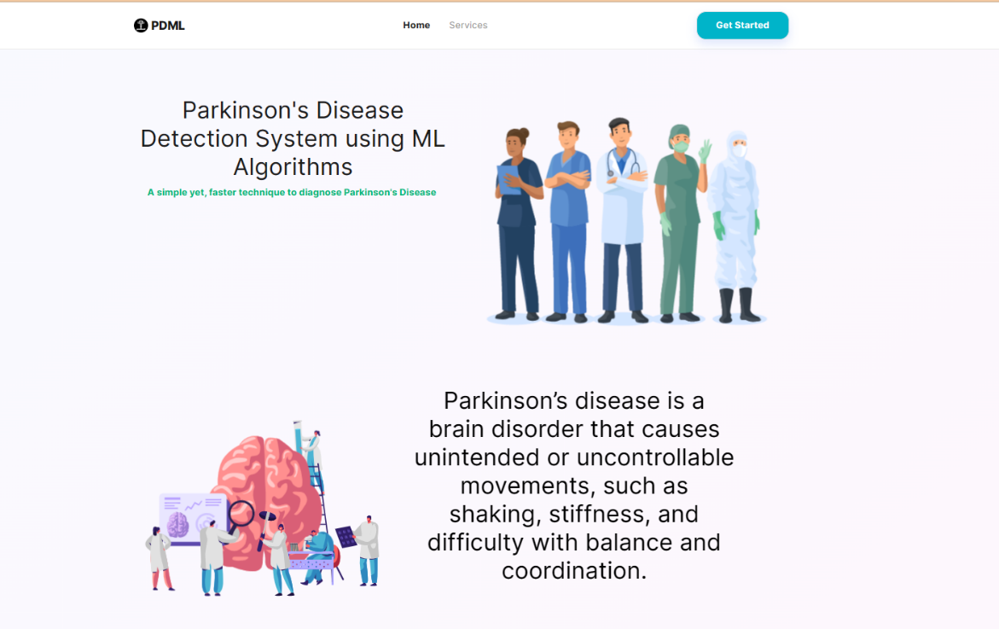 PDML
Home
Services
Get Started
Parkinson's Disease
Detection System using ML
Algorithms
A simple yet, faster technique to diagnose Parkinson's Disease
Parkinson’s disease is a
brain disorder that causes
unintended or uncontrollable
movements, such as
shaking, stiffness, and
difficulty with balance and
coordination.